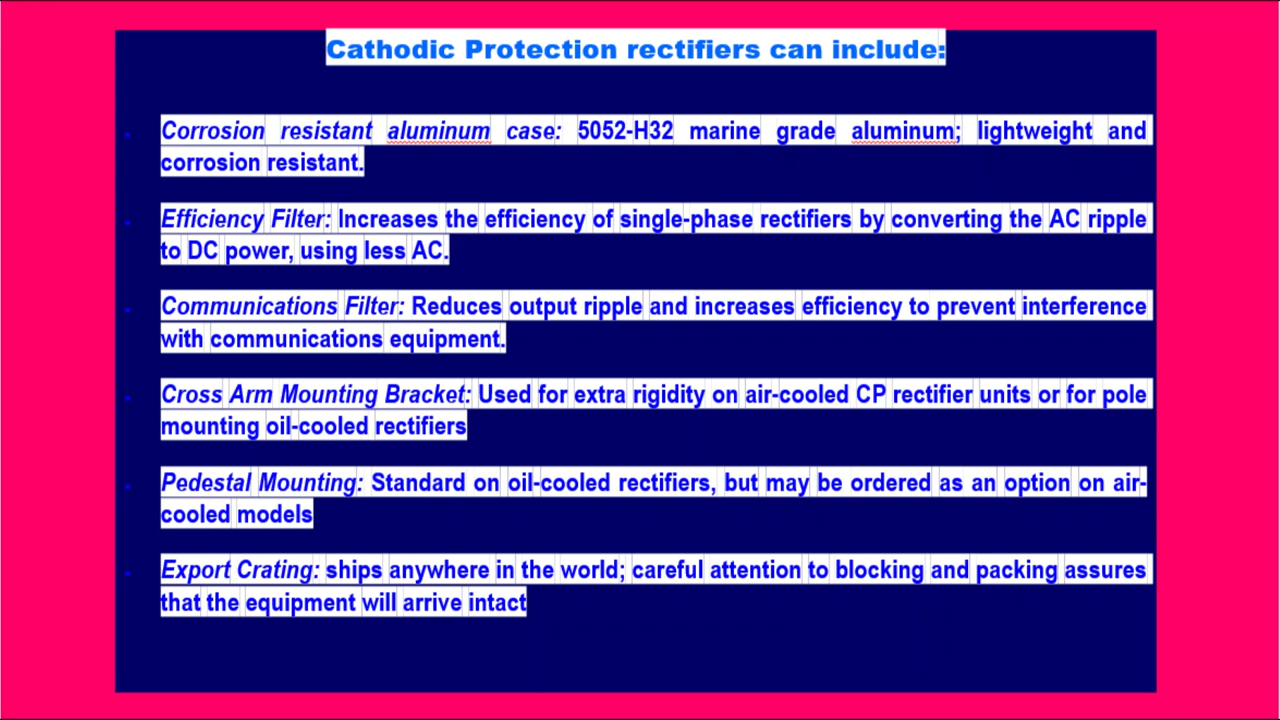 Cathodic Protection rectifiers can include:
Corrosion resistant aluminum case: 5052-H32 marine grade aluminum; lightweight and
corrosion resistant.
Efficiency Filter: Increases the efficiency of single-phase rectifiers by converting the AC ripple
to DC power, using less AC.
Communications Filter: Reduces output ripple and increases efficiency to prevent interference
with communications equipment.
Cross Arm Mounting Bracket: Used for extra rigidity on air-cooled CP rectifier units or for pole
mounting oil-cooled rectifiers
Pedestal Mounting: Standard on oil-cooled rectifiers, but may be ordered as an option on air-
cooled models
Export Crating: ships anywhere in the world; careful attention to blocking and packing assures
that the equipment will arrive intact